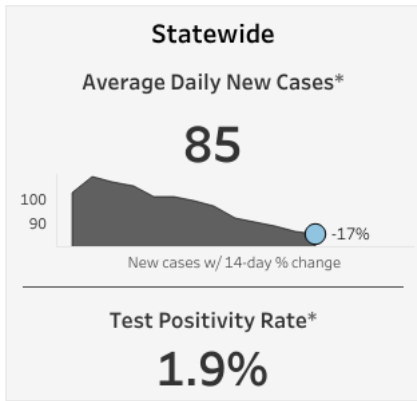 Statewide
Average Daily New Cases*
85
100
90
-17%
New cases w/ 14-day % change
Test Positivity Rate*
1.9%